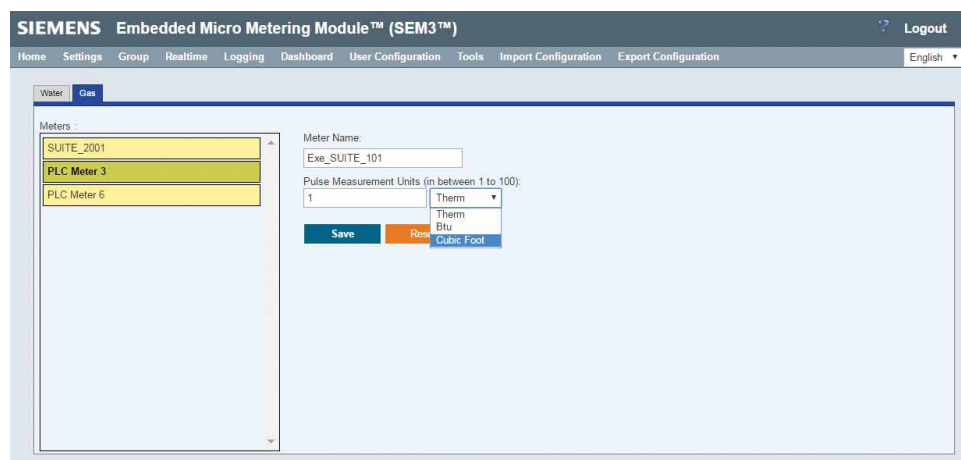 SIEMENS Embedded Micro Metering Module™ (SEM3™) ? Logout
Home Settings Group Realtime Logging Dashboard User Configuration Tools Import Configuration Export Configuration English
Water Gas
Meters :
SUITE_2001
PLC Meter 3
PLC Meter 6
Meter Name:
Exe_SUITE_101
Pulse Measurement Units (in between 1 to 100):
1 Therm
Therm
Btu
Cubic Foot
Save